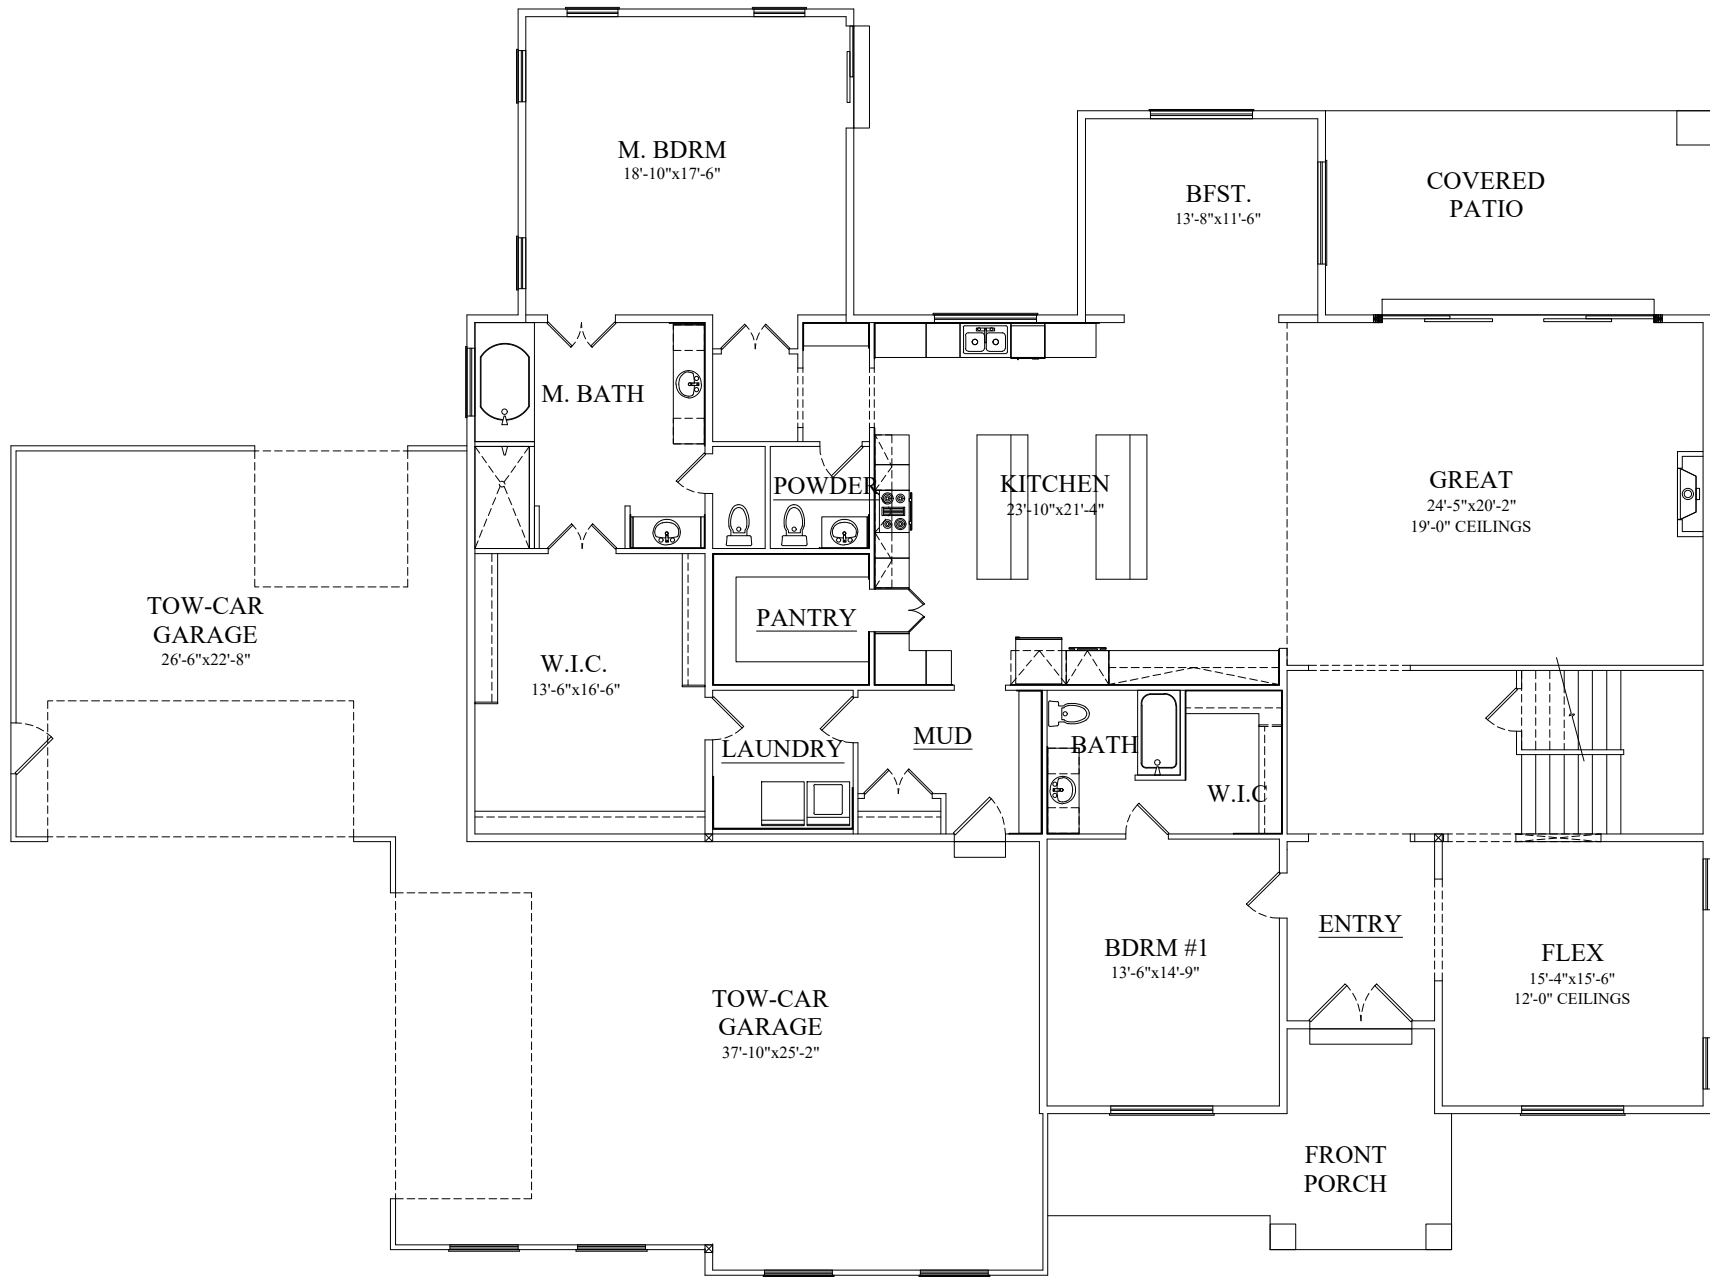 M. BDRM
18'-10"x17'-6"
BFST.
13'-8"x11'-6"
COVERED
PATIO
M. BATH
POWDER
KITCHEN
23'-10"x21'-4"
GREAT
24'-5"x20'-2"
19'-0" CEILINGS
TOW-CAR
GARAGE
26'-6"x22'-8"
PANTRY
W.I.C.
13'-6"x16'-6"
LAUNDRY
MUD
BATH
W.I.C
BDRM #1
13'-6"x14'-9"
ENTRY
FLEX
15'-4"x15'-6"
12'-0" CEILINGS
TOW-CAR
GARAGE
37'-10"x25'-2"
FRONT
PORCH